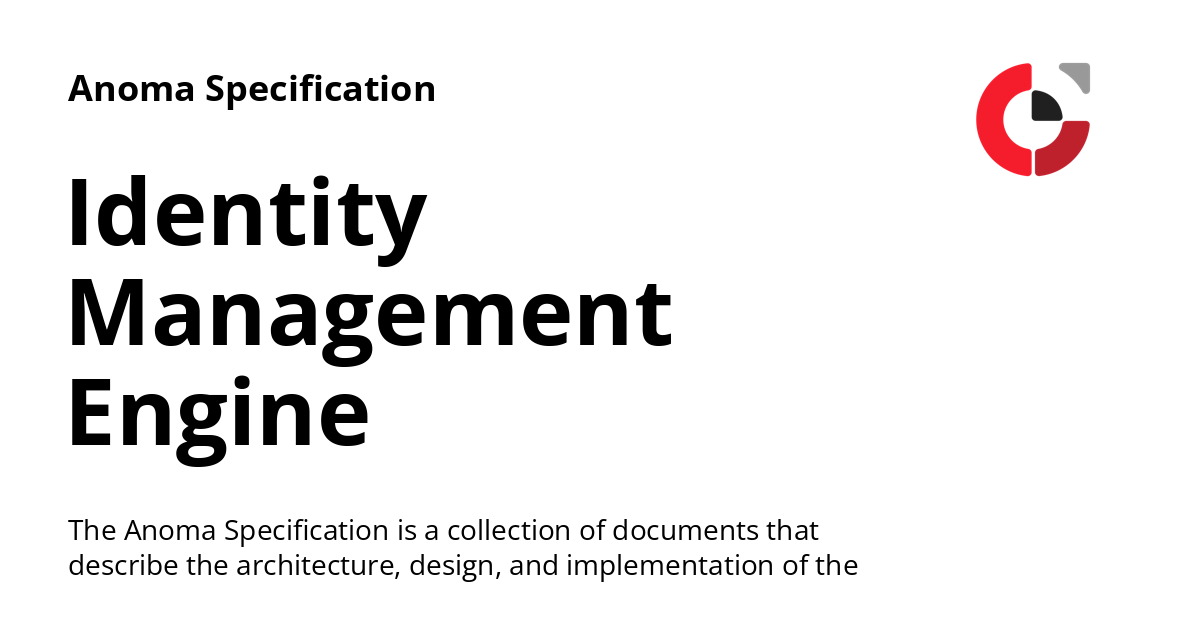 Anoma Specification
Identity
Management
Engine
The Anoma Specification is a collection of documents that
describe the architecture, design, and implementation of the